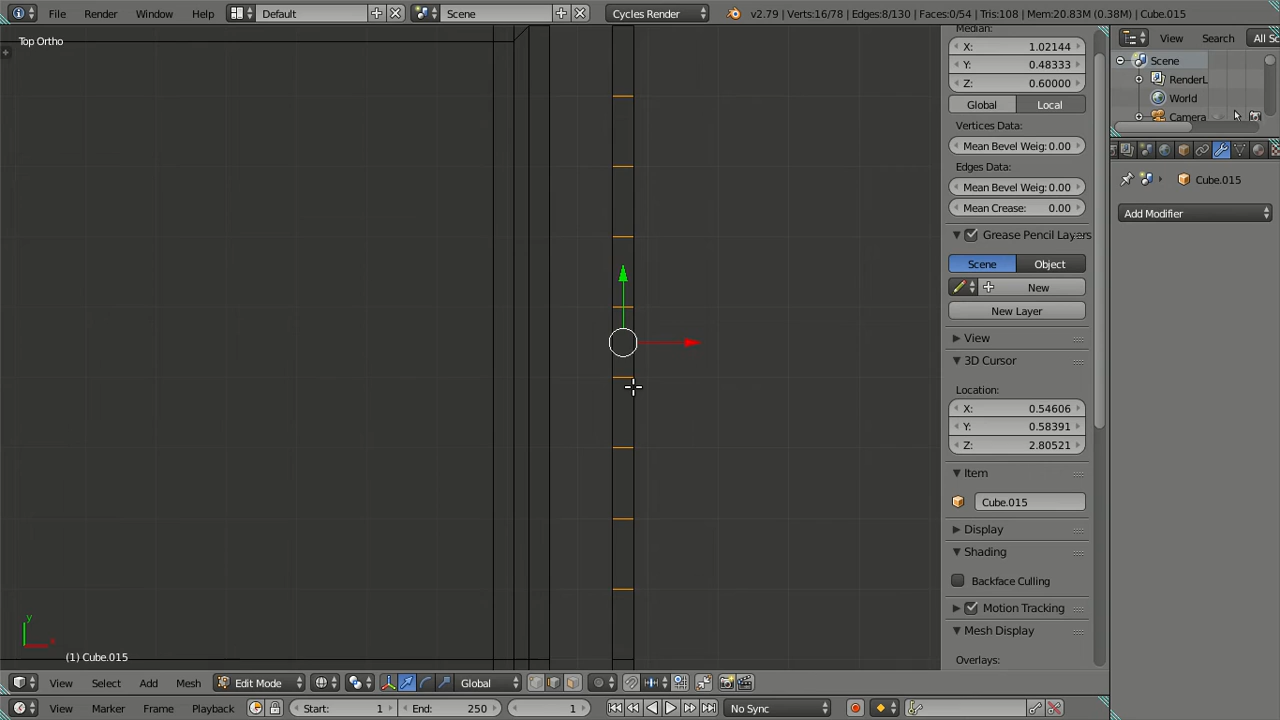 File Render Window Help Default Scene Cycles Render v2.79 | Verts:16/78 | Edges:8/130 | Faces:0/54 | Tris:108 | Mem:20.83M (0.38M) | Cube.015
Top Ortho
Median:
X: 1.02144
Y: 0.48333
Z: 0.60000
Global Local
Vertices Data:
Mean Bevel Weig: 0.00
Edges Data:
Mean Bevel Weig: 0.00
Mean Crease: 0.00
Grease Pencil Layers
Scene Object
New
New Layer
View
3D Cursor
Location:
X: 0.54606
Y: 0.58391
Z: 2.80521
Item
Cube.015
Display
Shading
Backface Culling
Motion Tracking
Mesh Display
Overlays:
View Search All Sc
Scene
RenderL
World
Camera
Cube.015
Add Modifier
y
x
(1) Cube.015
View Select Add Mesh Edit Mode Global
View Marker Frame Playback Start: 1 End: 250 1 No Sync